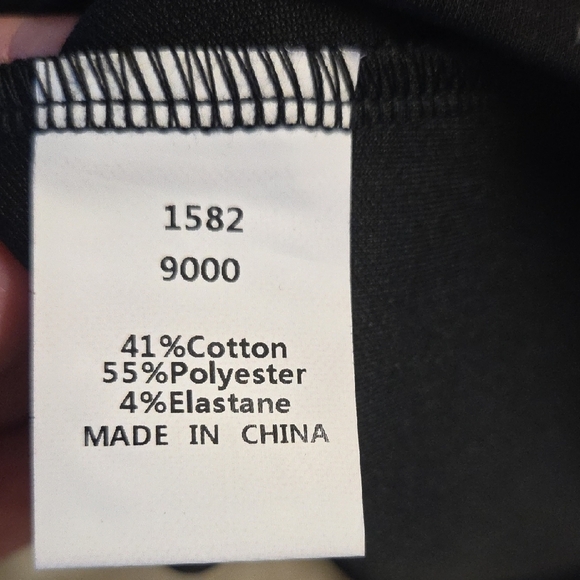 1582
9000
41%Cotton
55%Polyester
4%Elastane
MADE IN CHINA